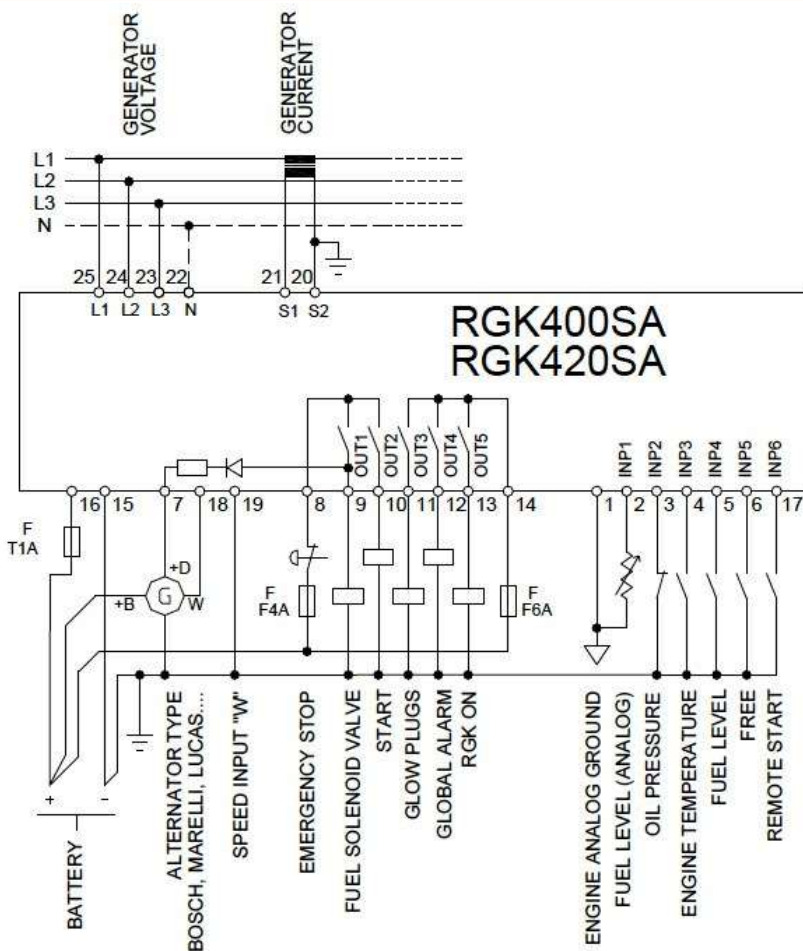 GENERATOR
VOLTAGE
GENERATOR
CURRENT
L1
L2
L3
N
25 24 23 22 21 20
L1 L2 L3 N S1 S2
RGK400SA
RGK420SA
OUT1
OUT2
OUT3
OUT4
OUT5
INP1
INP2
INP3
INP4
INP5
INP6
16 15 7 18 19 8 9 10 11 12 13 14 1 2 3 4 5 6 17
F
T1A
+D
+B
G
W
F
F4A
F
F6A
+
-
BATTERY
ALTERNATOR TYPE
BOSCH, MARELLI, LUCAS....
SPEED INPUT "W"
EMERGENCY STOP
FUEL SOLENOID VALVE
START
GLOW PLUGS
GLOBAL ALARM
RGK ON
ENGINE ANALOG GROUND
FUEL LEVEL (ANALOG)
OIL PRESSURE
ENGINE TEMPERATURE
FUEL LEVEL
FREE
REMOTE START